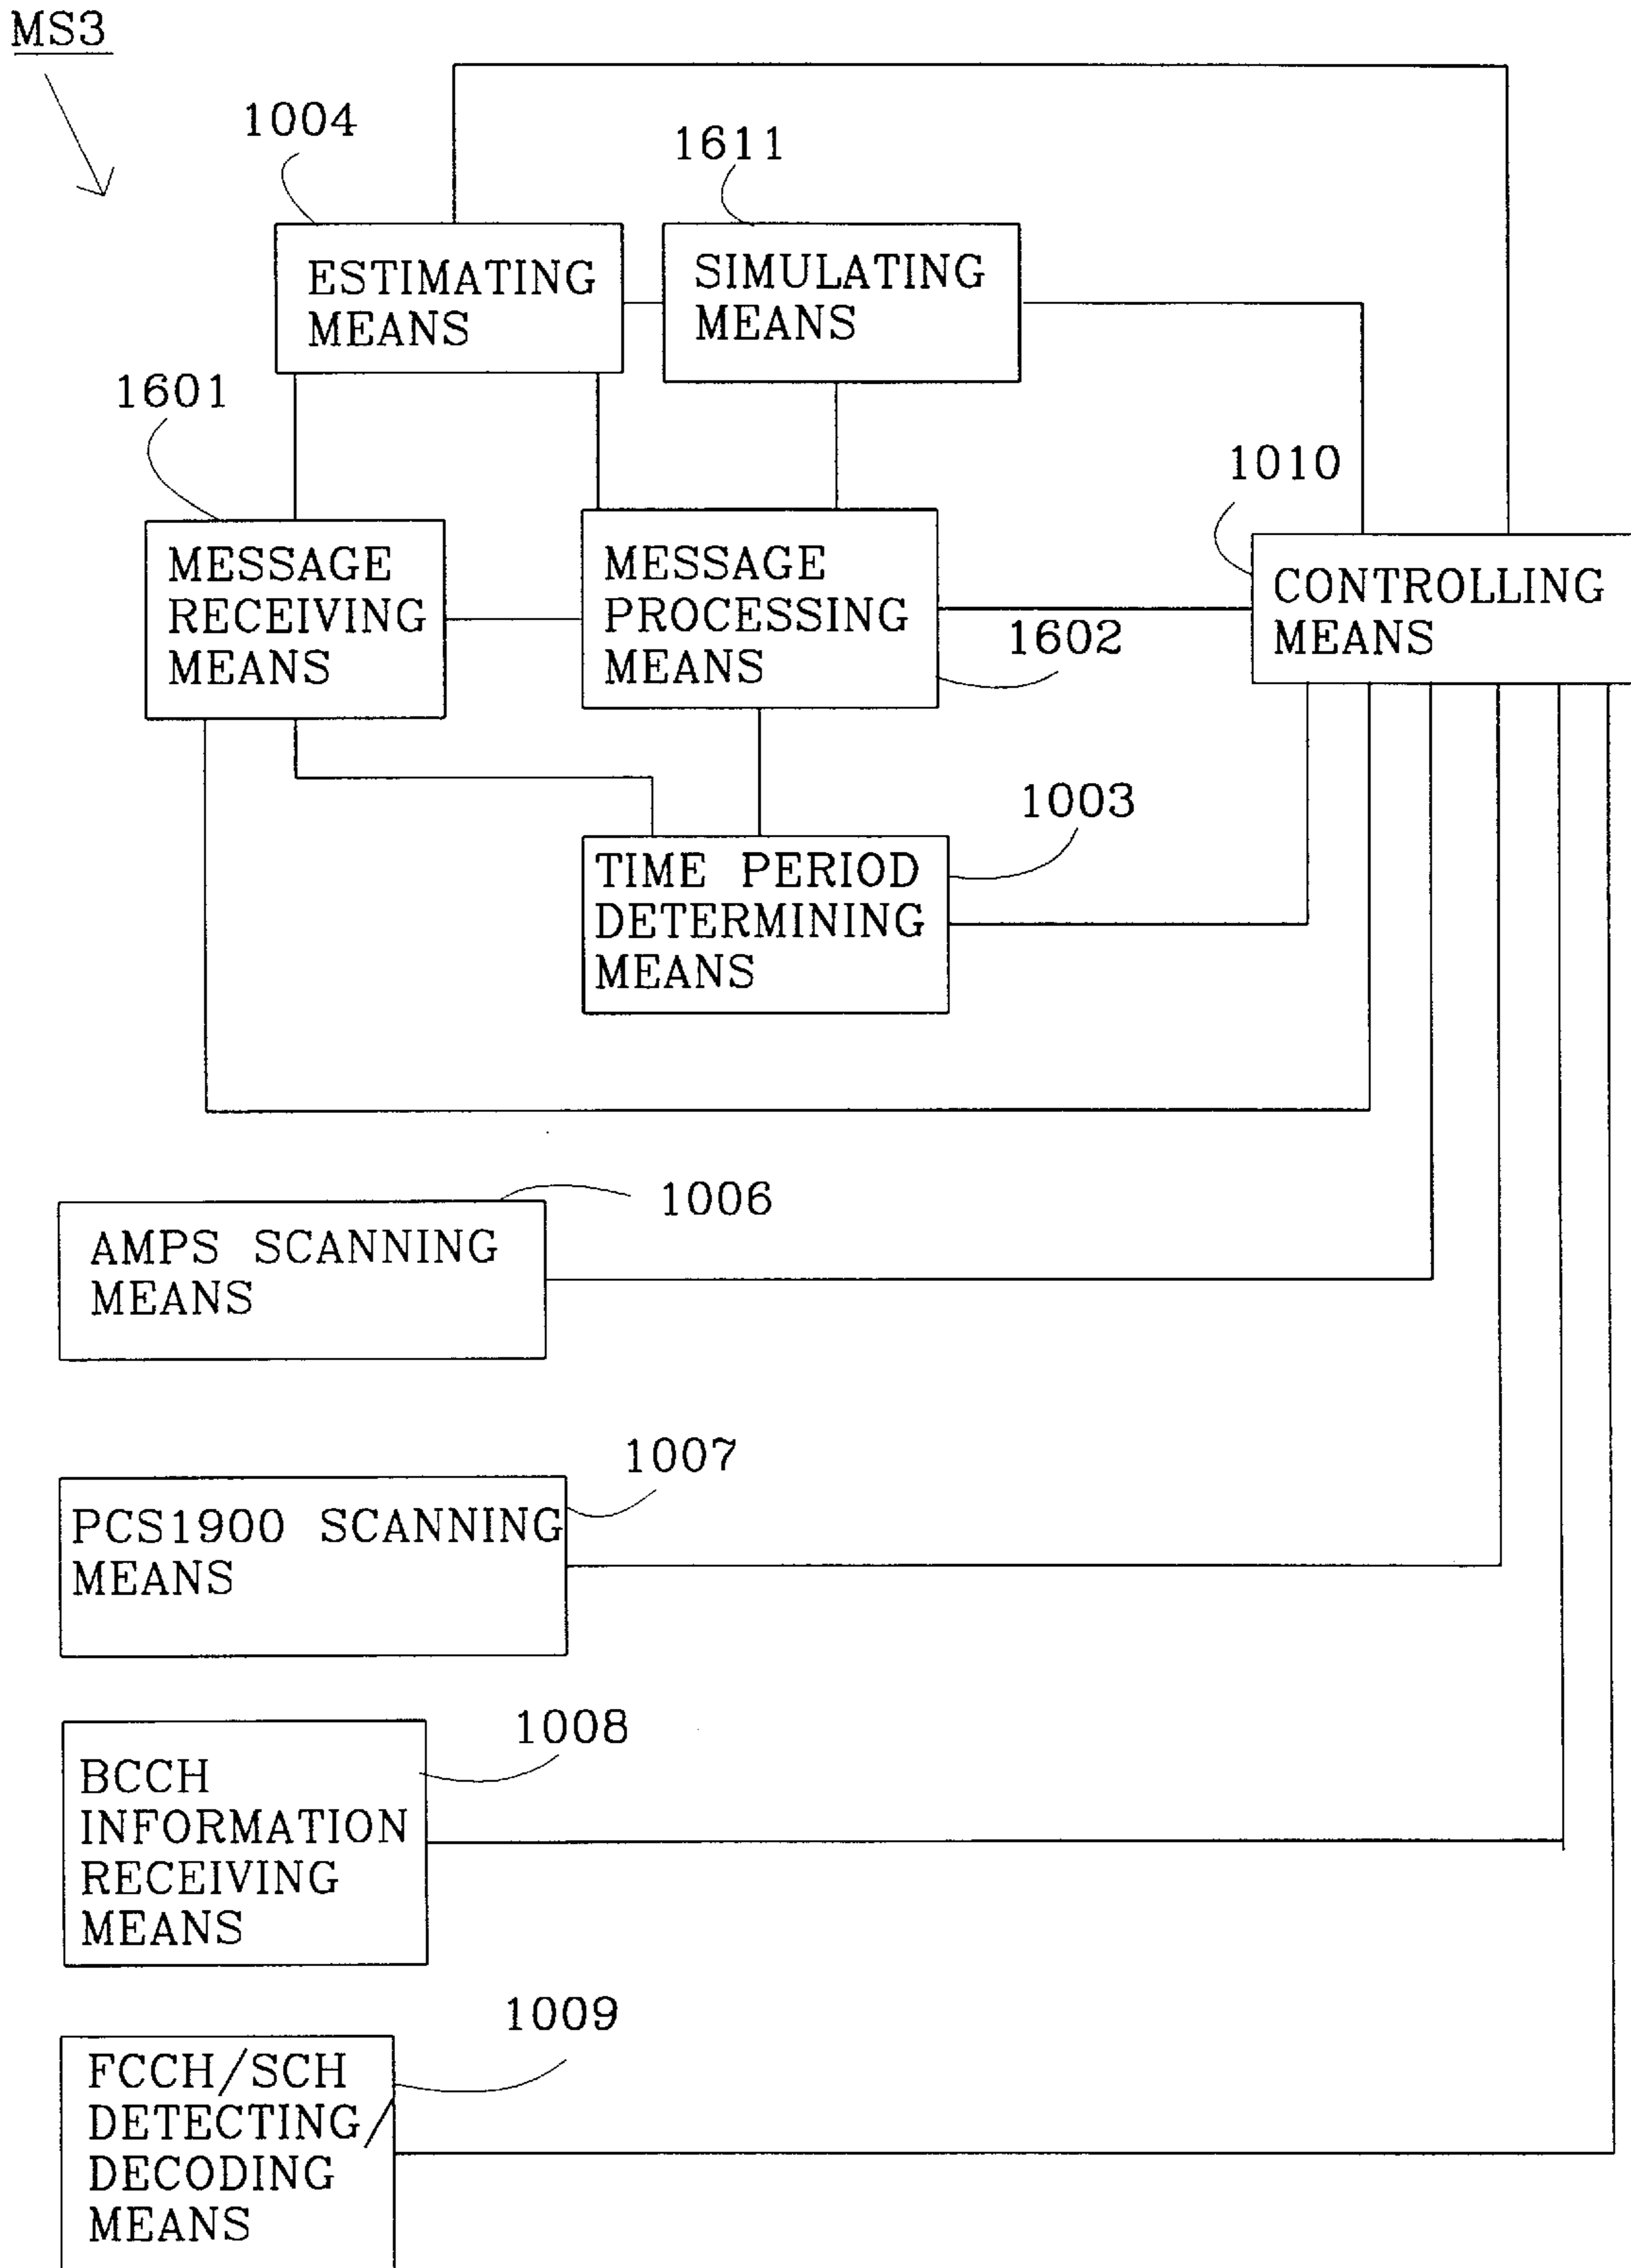 MS3
1004
1611
ESTIMATING
MEANS
SIMULATING
MEANS
1601
1010
MESSAGE
RECEIVING
MEANS
MESSAGE
PROCESSING
MEANS
1602
CONTROLLING
MEANS
1003
TIME PERIOD
DETERMINING
MEANS
1006
AMPS SCANNING
MEANS
1007
PCS1900 SCANNING
MEANS
1008
BCCH
INFORMATION
RECEIVING
MEANS
1009
FCCH/SCH
DETECTING/
DECODING
MEANS